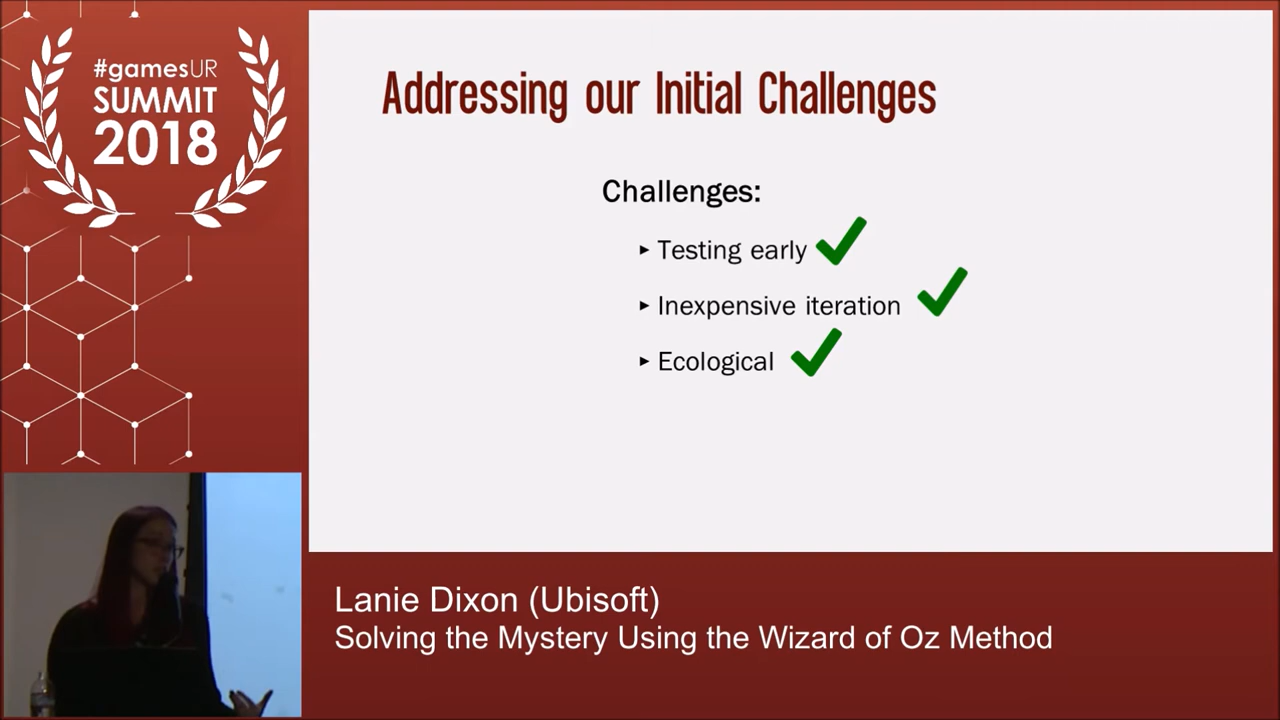 #gamesUR
SUMMIT
2018
Addressing our Initial Challenges
Challenges:
▸ Testing early
▸ Inexpensive iteration
▸ Ecological
Lanie Dixon (Ubisoft)
Solving the Mystery Using the Wizard of Oz Method